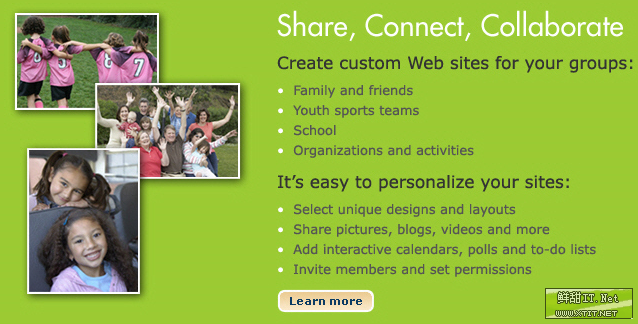 Share, Connect, Collaborate
Create custom Web sites for your groups:
• Family and friends
• Youth sports teams
• School
• Organizations and activities
It’s easy to personalize your sites:
• Select unique designs and layouts
• Share pictures, blogs, videos and more
• Add interactive calendars, polls and to-do lists
• Invite members and set permissions
Learn more
鲜甜IT.Net
WWW.XTIT.NET
8
7